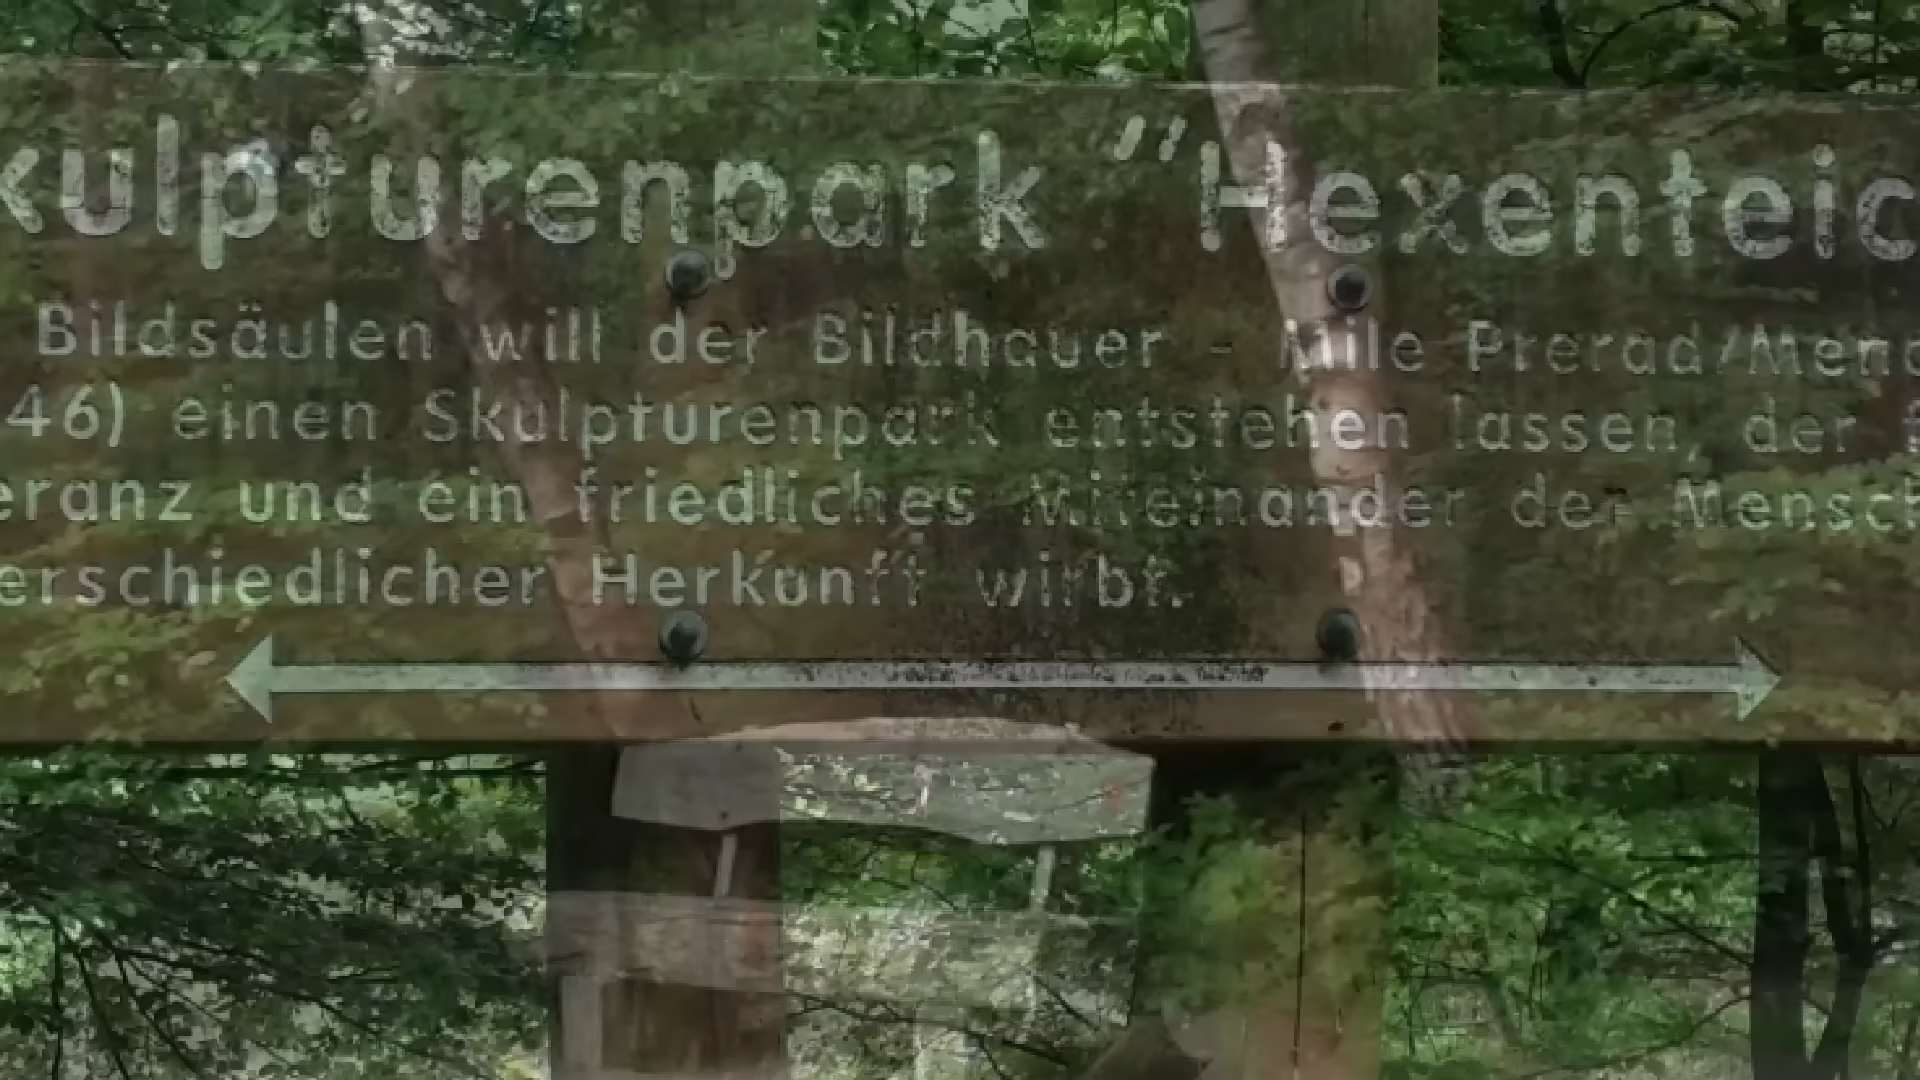 kulpturenpark "Hexenteic
Bildsäulen will der Bildhauer - Mile Prerad/Mend
46) einen Skulpturenpark entstehen lassen, der f
eranz und ein friedliches Miteinander der Mensch
erschiedlicher Herkunft wirbt.